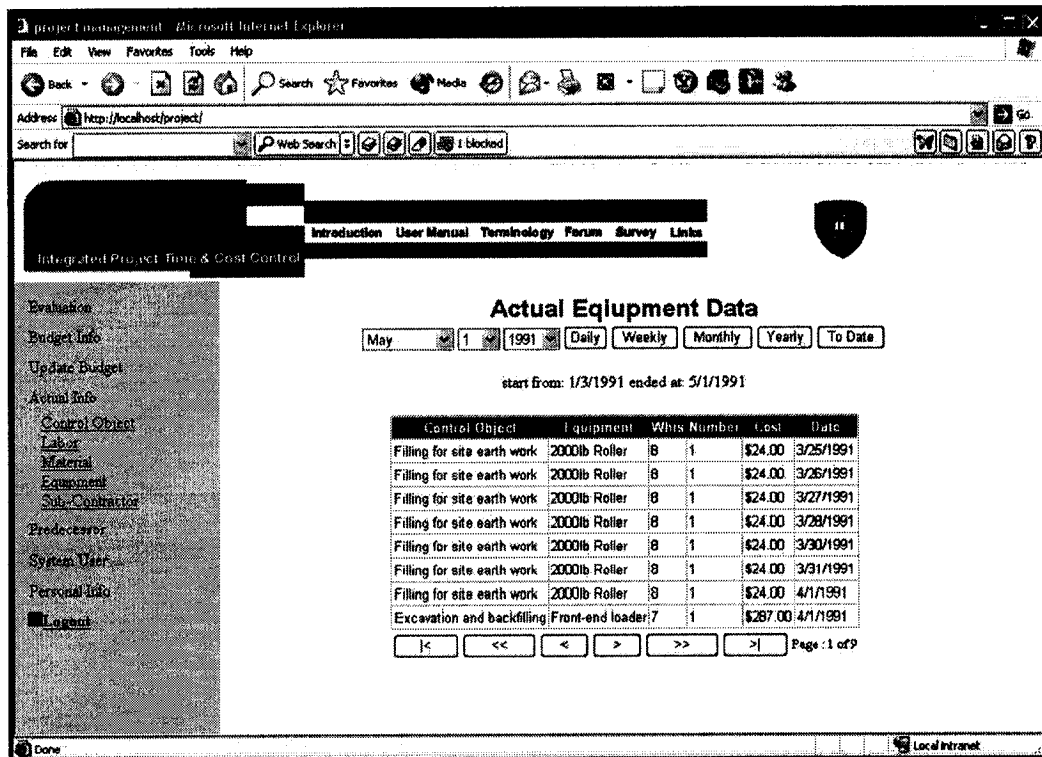 project management - Microsoft Internet Explorer
File Edit View Favorites Tools Help
Back Search Favorites Media
Address http://localhost/project/ Go
Search for Web Search 1 blocked
Introduction User Manual Terminology Forum Survey Links
Integrated Project Time & Cost Control
Evaluation
Budget Info
Update Budget
Actual Info
Control Object
Labor
Material
Equipment
Sub-Contractor
Predecessor
System User
Personal Info
Logout
Actual Eqiupment Data
May 1 1991 Daily Weekly Monthly Yearly To Date
start from: 1/3/1991 ended at: 5/1/1991
Control Object Equipment Whrs Number Cost Date
Filling for site earth work 2000lb Roller 8 1 $24.00 3/25/1991
Filling for site earth work 2000lb Roller 8 1 $24.00 3/26/1991
Filling for site earth work 2000lb Roller 8 1 $24.00 3/27/1991
Filling for site earth work 2000lb Roller 8 1 $24.00 3/28/1991
Filling for site earth work 2000lb Roller 8 1 $24.00 3/30/1991
Filling for site earth work 2000lb Roller 8 1 $24.00 3/31/1991
Filling for site earth work 2000lb Roller 8 1 $24.00 4/1/1991
Excavation and backfilling Front-end loader 7 1 $287.00 4/1/1991
|< << < > >> >| Page : 1 of 9
Done Local intranet